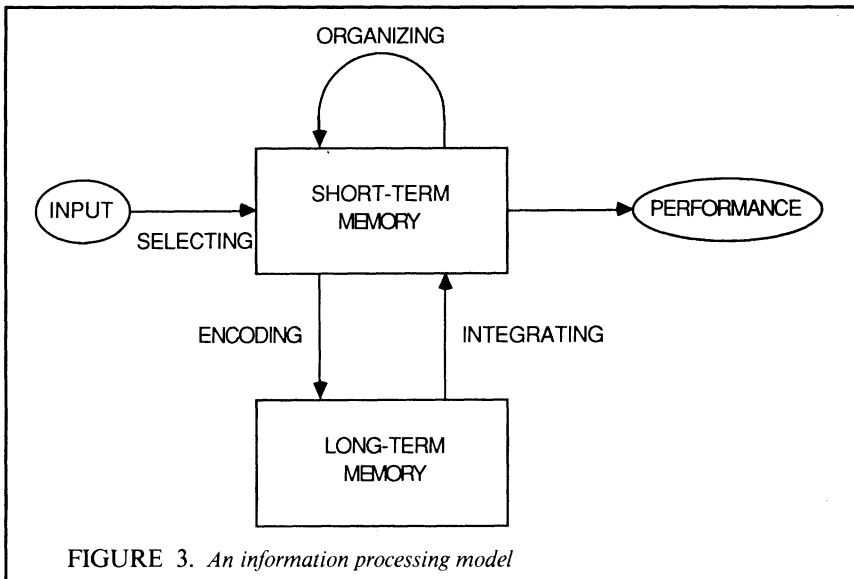 ORGANIZING
INPUT
SELECTING
SHORT-TERM
MEMORY
PERFORMANCE
ENCODING
INTEGRATING
LONG-TERM
MEMORY
FIGURE 3. An information processing model